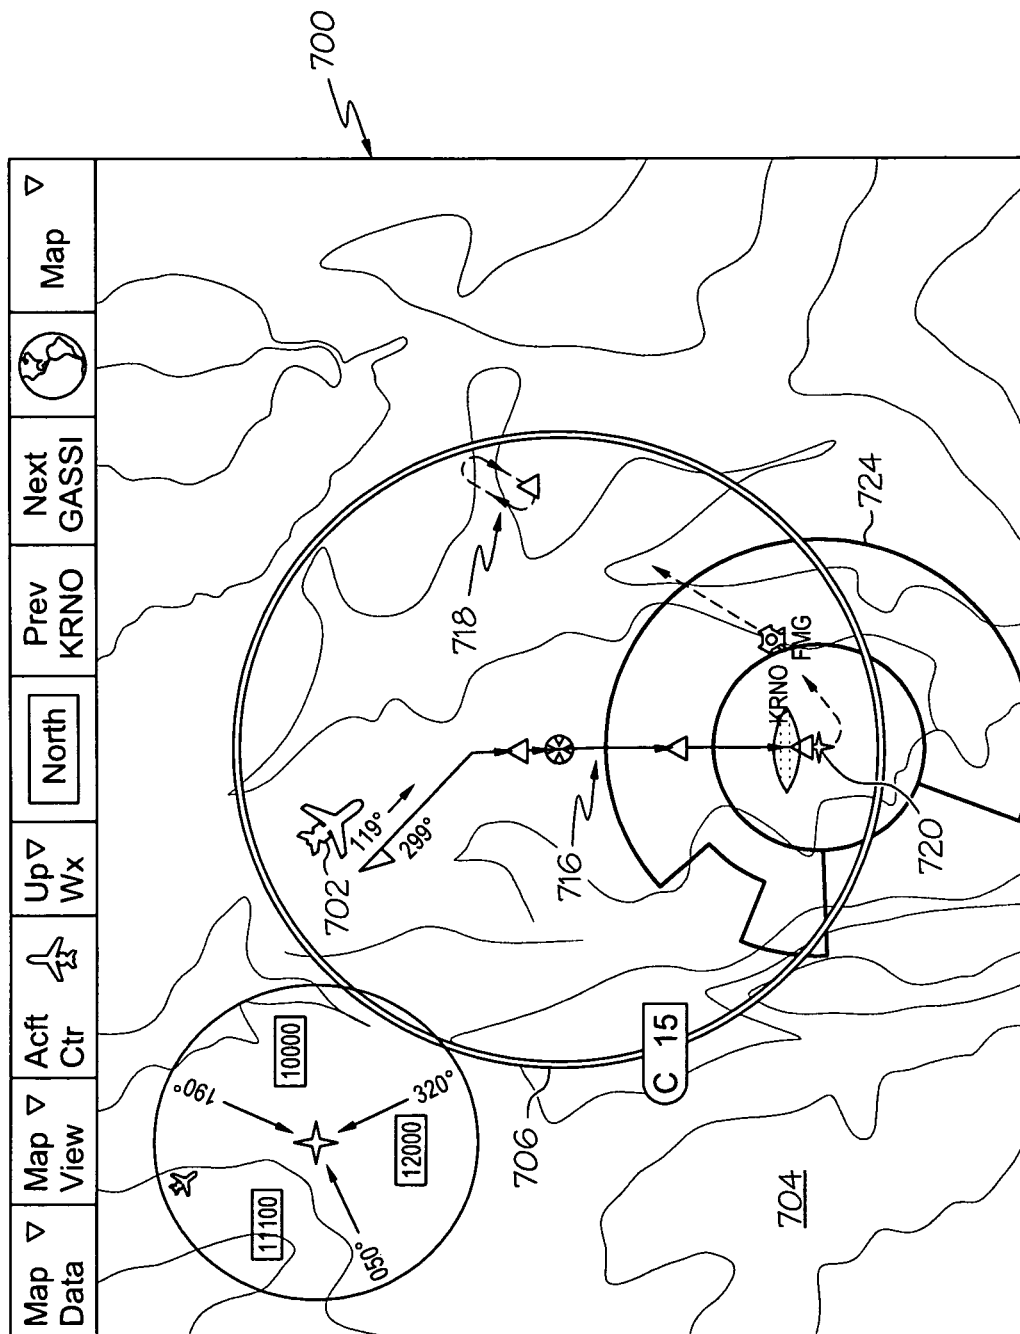 Map ▽
Data
Map ▽
View
Acft
Ctr
Up▽
Wx
North
Prev
KRNO
Next
GASSI
Map ▽
700
190°
10000
320°
12000
11100
050°
702
119°
299°
706
C 15
716
718
KRNO
FMG
724
720
704